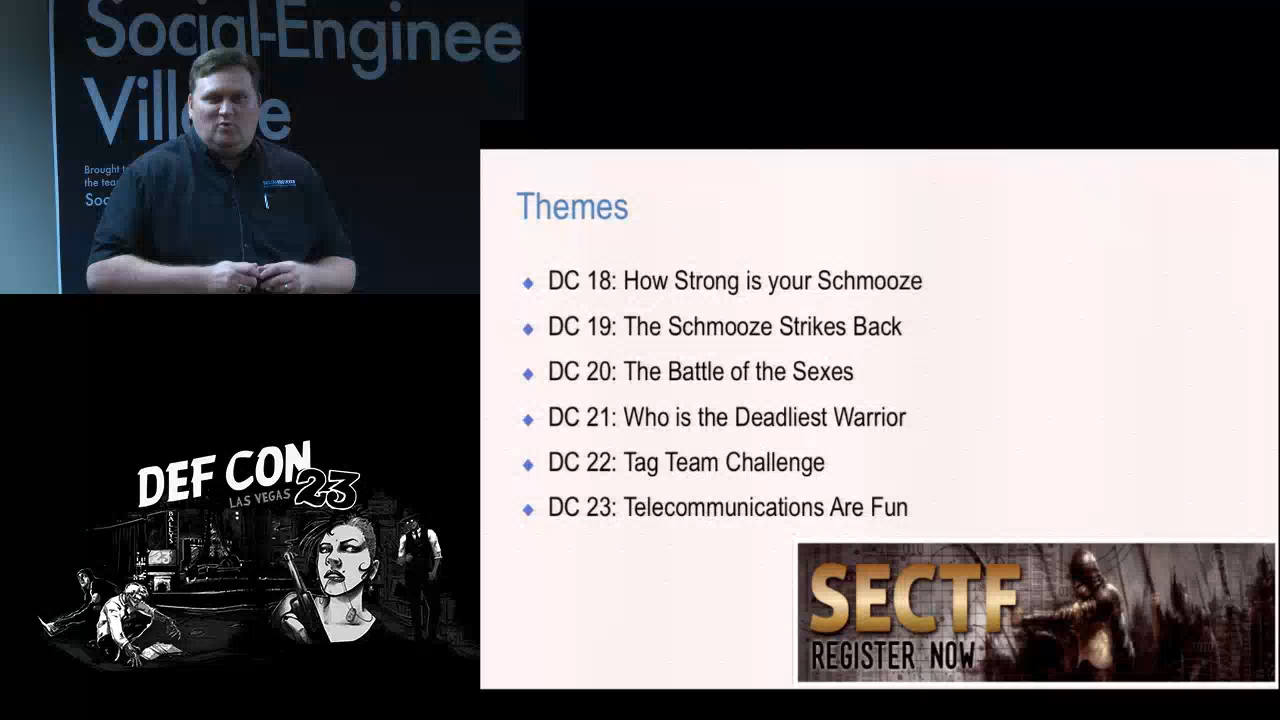 Social-Enginee
Vill e
Brought t
the tea
Soc
Themes
DC 18: How Strong is your Schmooze
DC 19: The Schmooze Strikes Back
DC 20: The Battle of the Sexes
DC 21: Who is the Deadliest Warrior
DC 22: Tag Team Challenge
DC 23: Telecommunications Are Fun
DEF CON
LAS VEGAS 23
BALLYS
23
SECTF
REGISTER NOW